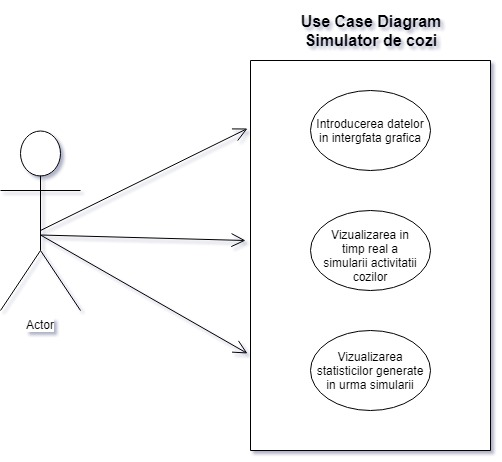 Use Case Diagram
Simulator de cozi
Introducerea datelor
in intergfata grafica
Vizualizarea in
timp real a
simularii activitatii
cozilor
Actor
Vizualizarea
statisticilor generate
in urma simularii